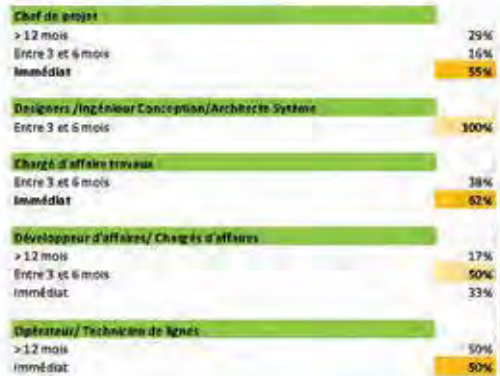 Chef de projet
> 12 mois 29%
Entre 3 et 6 mois 16%
Immédiat 55%
Designers /Ingénieur Conception/Architecte Système
Entre 3 et 6 mois 100%
Chargé d'affaire travaux
Entre 3 et 6 mois 38%
Immédiat 62%
Développeur d'affaires/ Chargés d'affaires
> 12 mois 17%
Entre 3 et 6 mois 50%
Immédiat 33%
Opérateur/ Technicien de lignes
> 12 mois 50%
Immédiat 50%